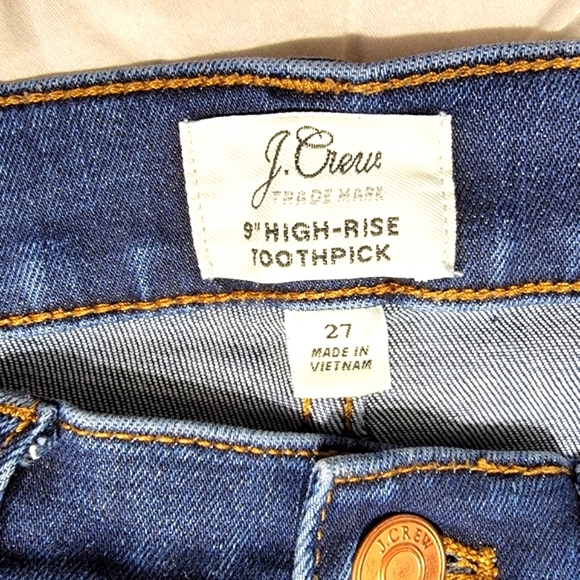 J.Crew
TRADE MARK
9" HIGH-RISE
TOOTHPICK
27
MADE IN
VIETNAM
J.CREW